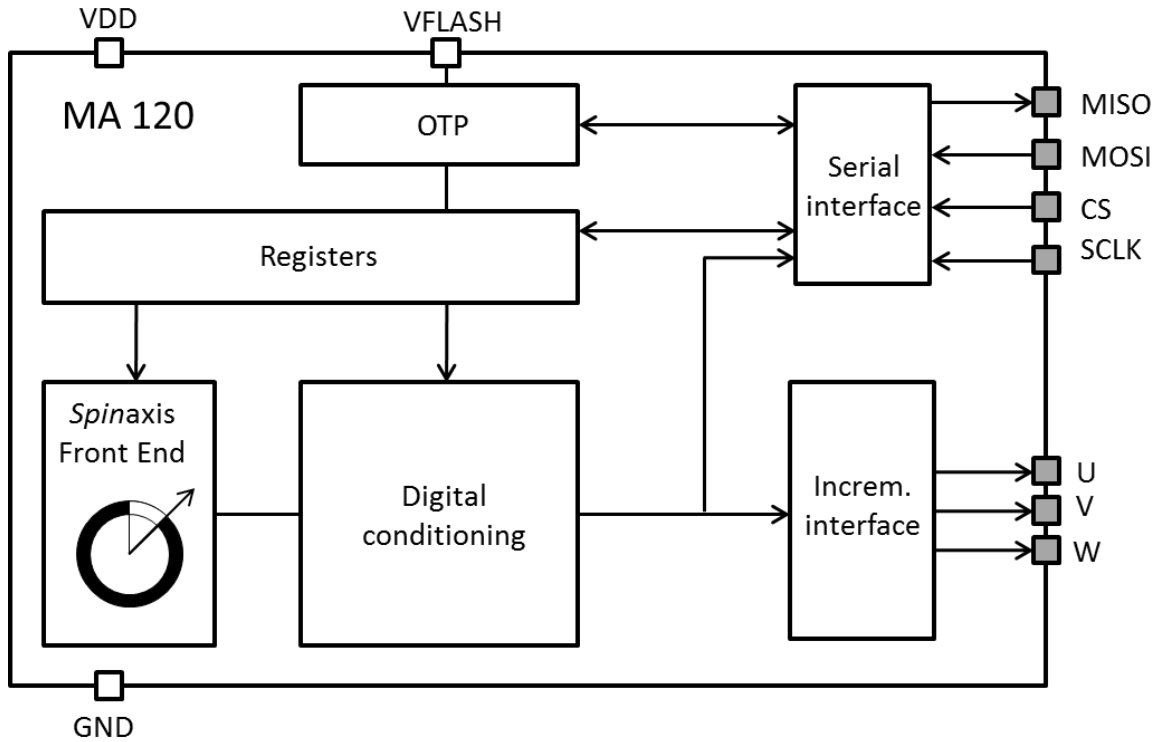 VDD
VFLASH
MA 120
OTP
Serial
interface
MISO
MOSI
CS
SCLK
Registers
Spinaxis
Front End
Digital
conditioning
Increm.
interface
U
V
W
GND